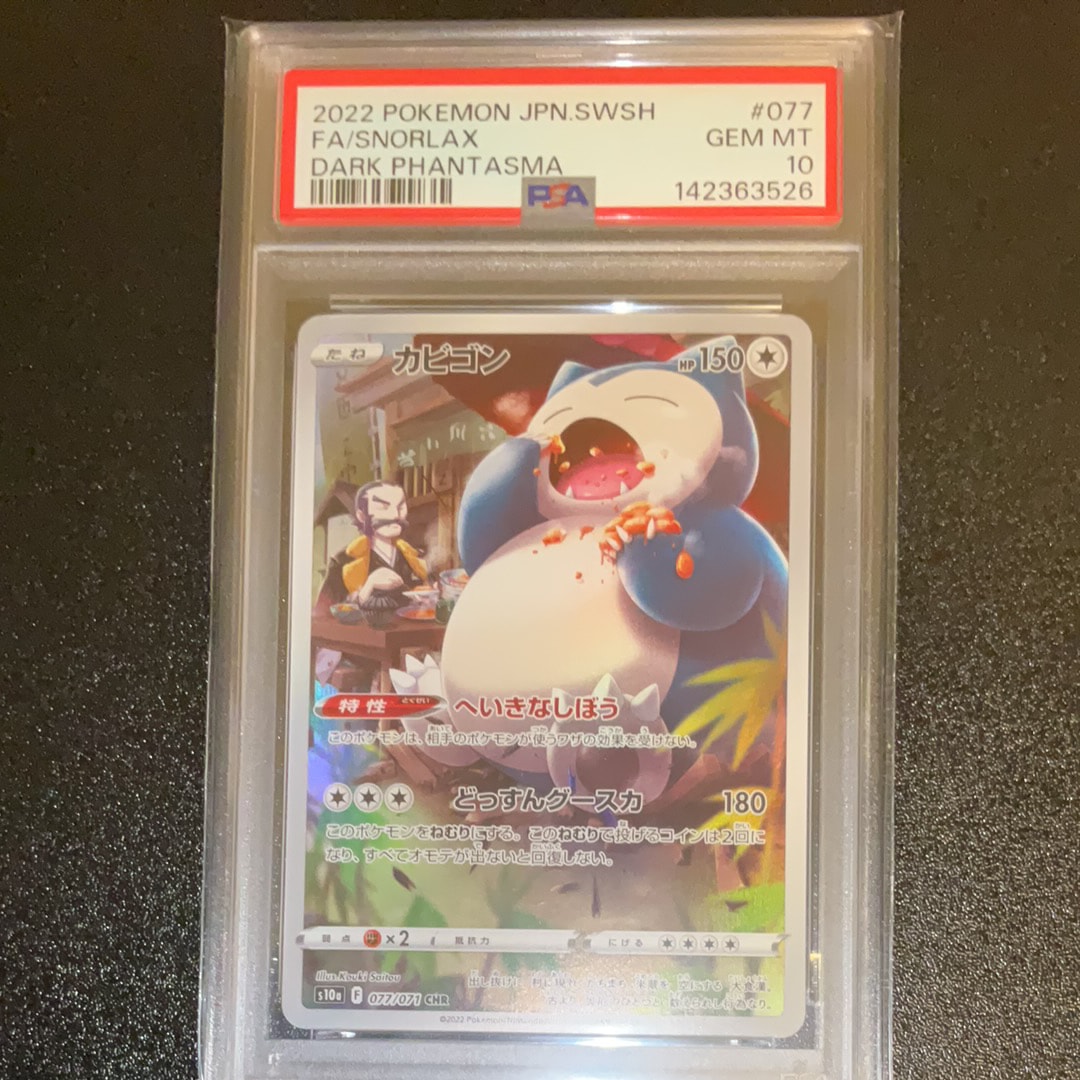 2022 POKEMON JPN.SWSH #077
FA/SNORLAX GEM MT
DARK PHANTASMA 10
PSA 142363526
たね カビゴン HP 150
特性 とくせい へいきなしぼう
このポケモンは、相手のポケモンが使うワザの効果を受けない。
どっすんグースカ 180
このポケモンをねむりにする。このねむりで投げるコインは2回に
なり、すべてオモテが出ないと回復しない。
弱点 ×2 抵抗力 にげる
Illus. Kouki Saitou
s10a F 077/071 CHR
©2022 Pokémon